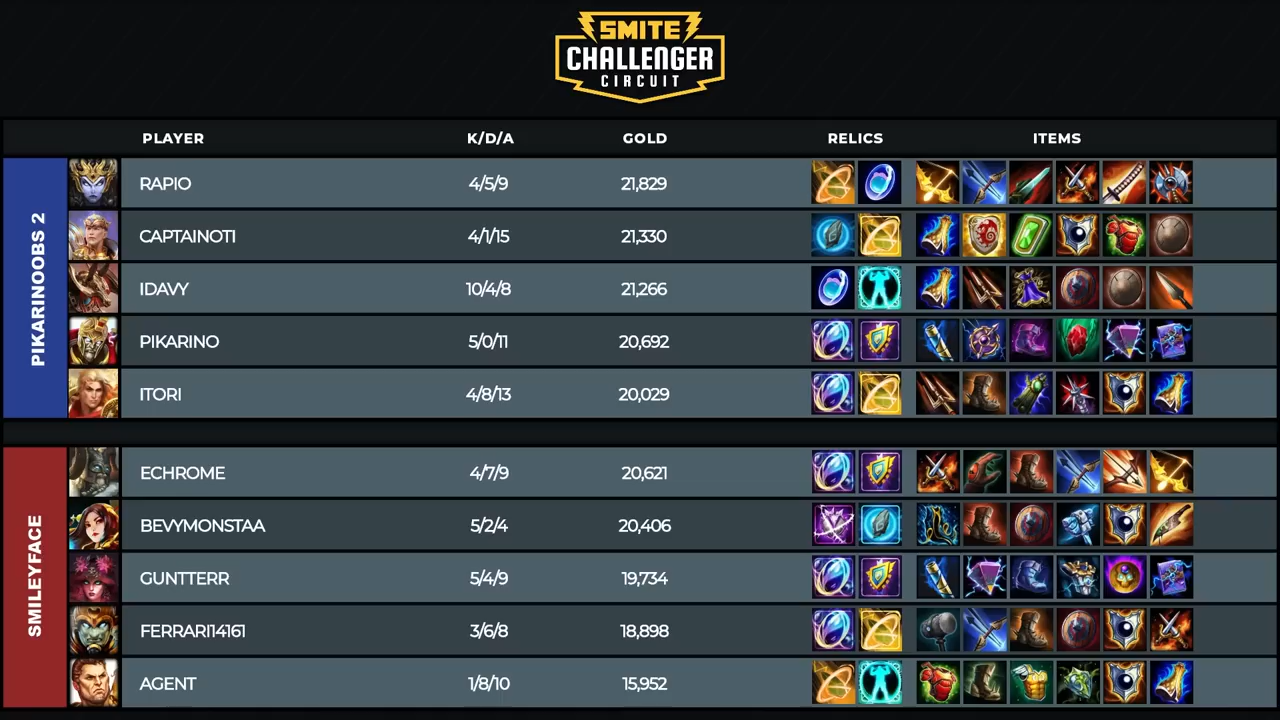 SMITE
CHALLENGER
CIRCUIT
PLAYER K/D/A GOLD RELICS ITEMS
PIKARINOOBS 2
RAPIO 4/5/9 21,829
CAPTAINOTI 4/1/15 21,330
IDAVY 10/4/8 21,266
PIKARINO 5/0/11 20,692
ITORI 4/8/13 20,029
SMILEYFACE
ECHROME 4/7/9 20,621
BEVYMONSTAA 5/2/4 20,406
GUNTTERR 5/4/9 19,734
FERRARI14161 3/6/8 18,898
AGENT 1/8/10 15,952